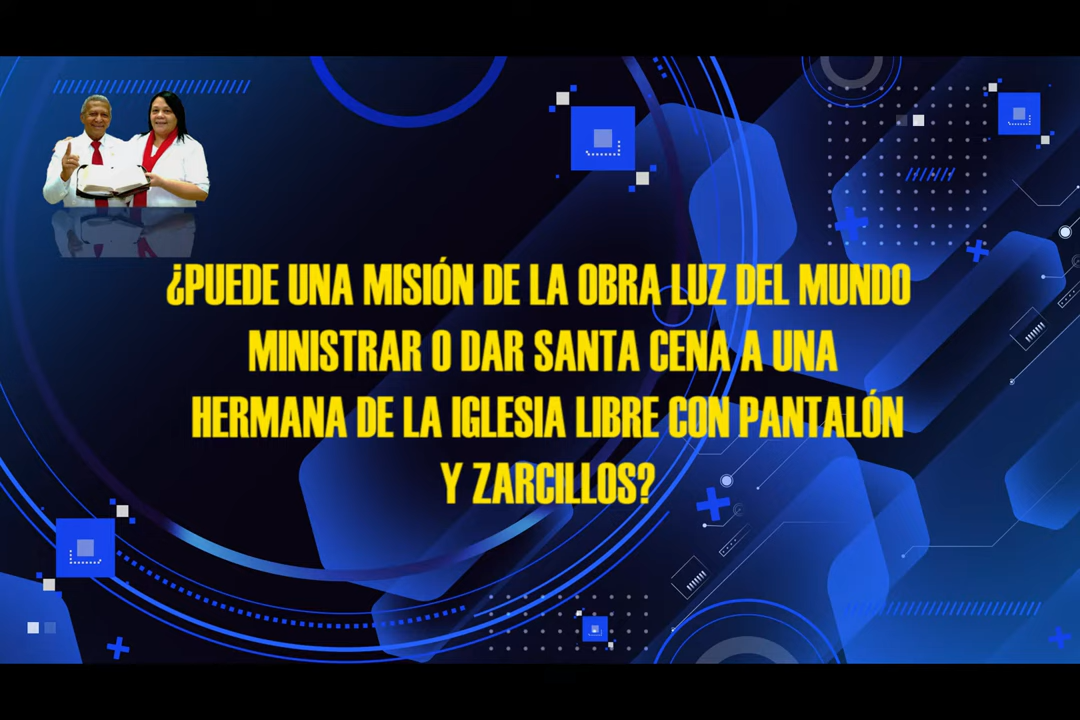 ¿PUEDE UNA MISIÓN DE LA OBRA LUZ DEL MUNDO
MINISTRAR O DAR SANTA CENA A UNA
HERMANA DE LA IGLESIA LIBRE CON PANTALÓN
Y ZARCILLOS?